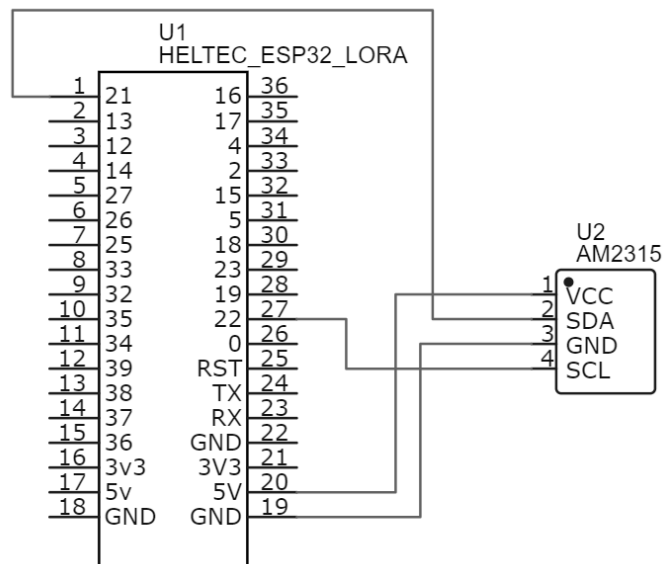 U1
HELTEC_ESP32_LORA
1 21 16 36
2 13 17 35
3 12 4 34
4 14 2 33
5 27 15 32
6 26 5 31
7 25 18 30
8 33 23 29
9 32 19 28
10 35 22 27
11 34 0 26
12 39 RST 25
13 38 TX 24
14 37 RX 23
15 36 GND 22
16 3v3 3V3 21
17 5v 5V 20
18 GND GND 19
U2
AM2315
1 VCC
2 SDA
3 GND
4 SCL